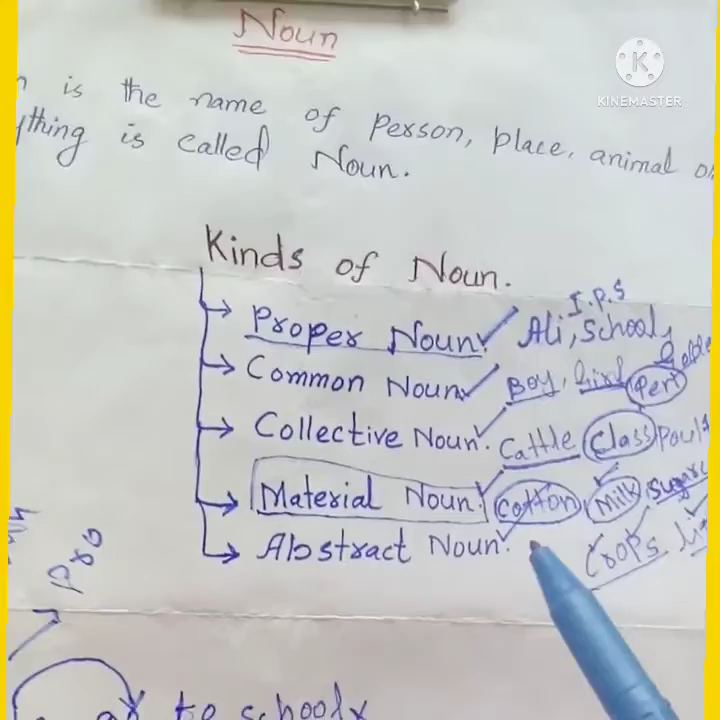 Noun
KINEMASTER
n is the name of person, place, animal or
ything is called Noun.
Kinds of Noun.
I.P.S
Proper Noun. Ali, School,
Common Noun Boy, Girl
Collective Noun Cattle Class
Material Noun. Cotton Milk Sugar
Abstract Noun. Crops
Pro
to school